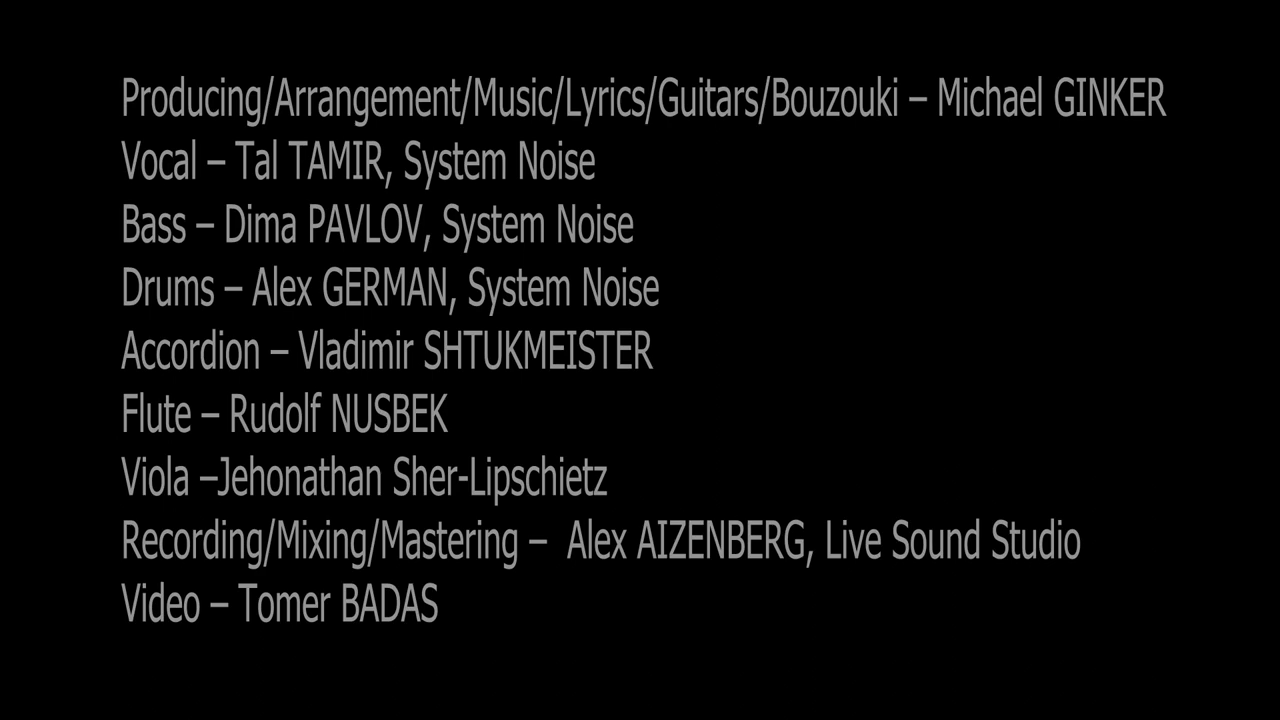 Producing/Arrangement/Music/Lyrics/Guitars/Bouzouki – Michael GINKER
Vocal – Tal TAMIR, System Noise
Bass – Dima PAVLOV, System Noise
Drums – Alex GERMAN, System Noise
Accordion – Vladimir SHTUKMEISTER
Flute – Rudolf NUSBEK
Viola –Jehonathan Sher-Lipschietz
Recording/Mixing/Mastering –  Alex AIZENBERG, Live Sound Studio
Video – Tomer BADAS